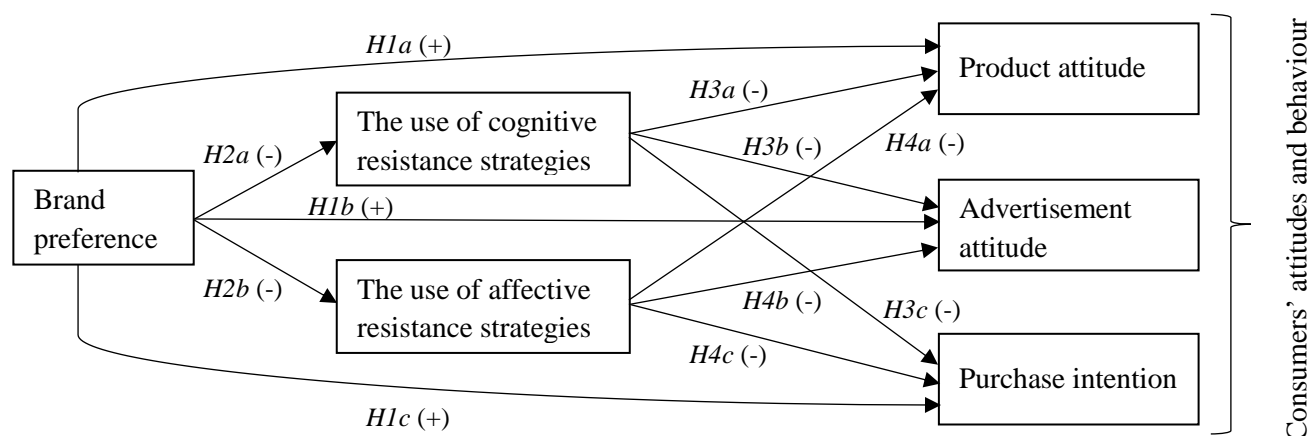 H1a (+)
Product attitude
H3a (-)
The use of cognitive
resistance strategies
H2a (-)
H3b (-)
H4a (-)
Brand
preference
H1b (+)
Advertisement
attitude
H2b (-)
The use of affective
resistance strategies
H4b (-)
H3c (-)
H4c (-)
Purchase intention
H1c (+)
Consumers’ attitudes and behaviour